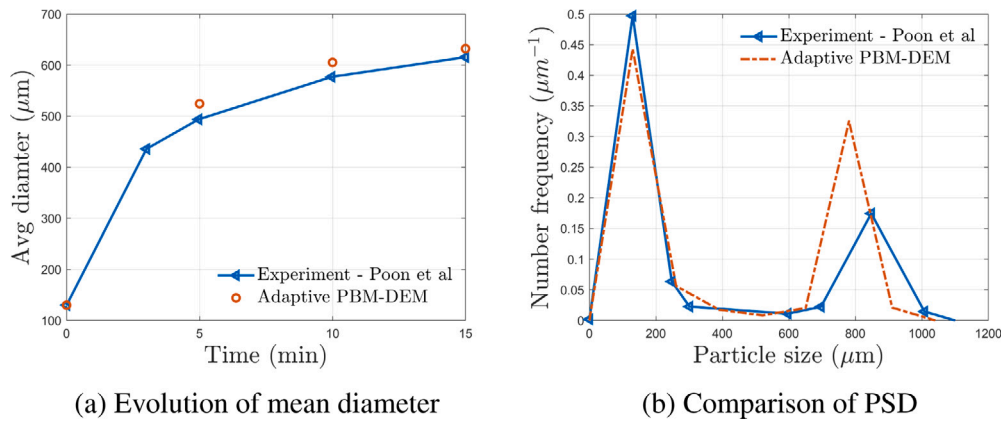 700
600
500
400
300
200
100
0
5
10
15
Avg diamter (μm)
Time (min)
Experiment - Poon et al
Adaptive PBM-DEM
(a) Evolution of mean diameter
0.5
0.45
0.4
0.35
0.3
0.25
0.2
0.15
0.1
0.05
0
0
200
400
600
800
1000
1200
Number frequency (μm⁻¹)
Particle size (μm)
Experiment - Poon et al
Adaptive PBM-DEM
(b) Comparison of PSD